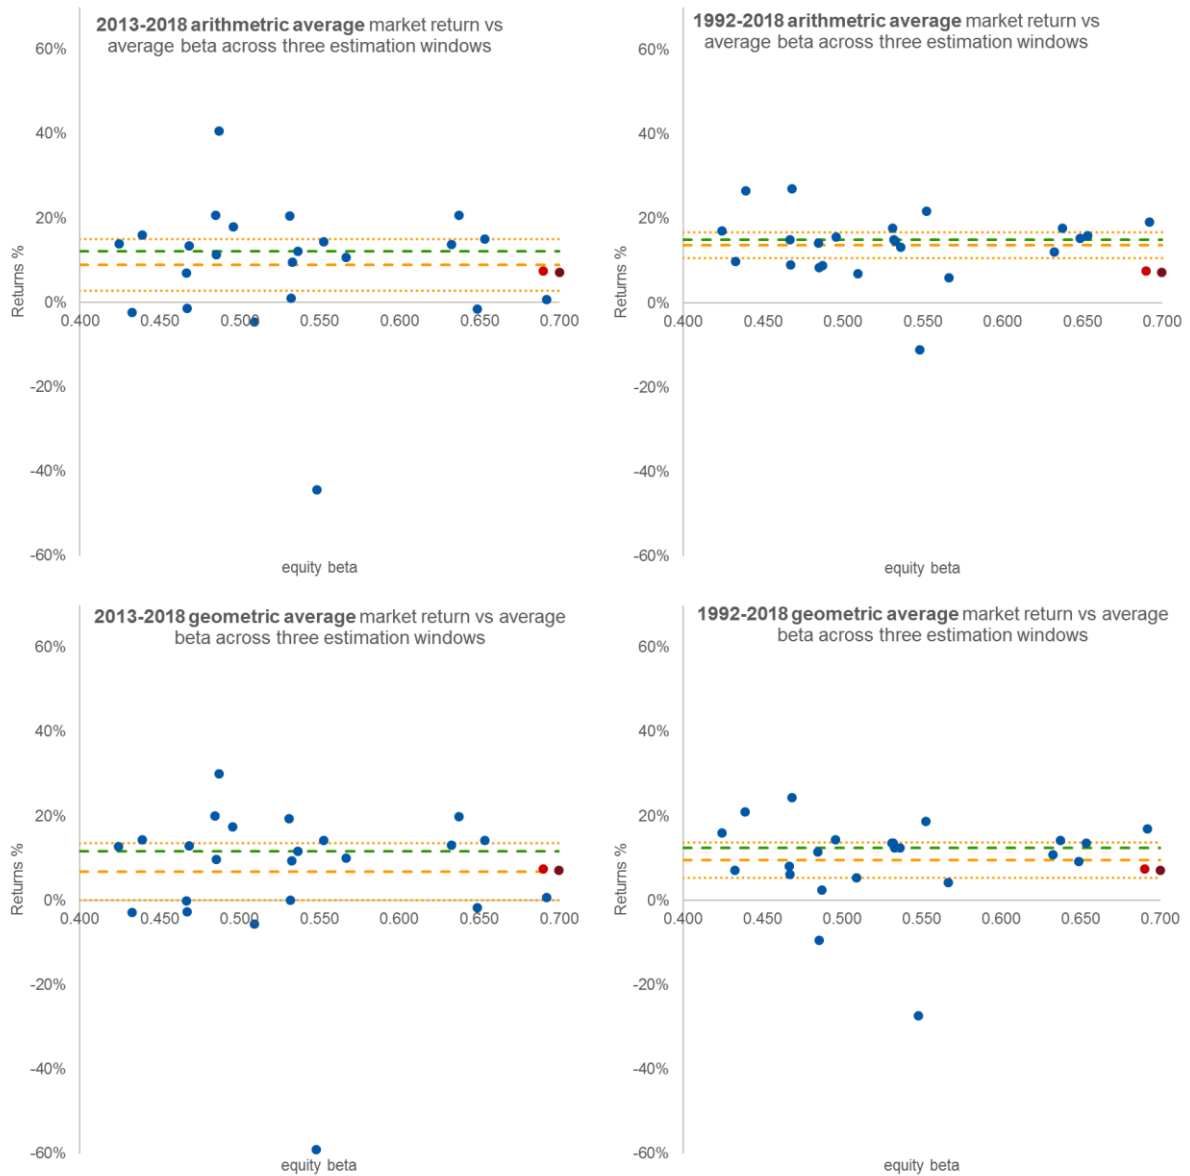 2013-2018 arithmetric average market return vs
average beta across three estimation windows
60%
40%
20%
0%
-20%
-40%
-60%
Returns %
0.400 0.450 0.500 0.550 0.600 0.650 0.700
equity beta
1992-2018 arithmetric average market return vs
average beta across three estimation windows
60%
40%
20%
0%
-20%
-40%
-60%
Returns %
0.400 0.450 0.500 0.550 0.600 0.650 0.700
equity beta
2013-2018 geometric average market return vs average
beta across three estimation windows
60%
40%
20%
0%
-20%
-40%
-60%
Returns %
0.400 0.450 0.500 0.550 0.600 0.650 0.700
equity beta
1992-2018 geometric average market return vs average
beta across three estimation windows
60%
40%
20%
0%
-20%
-40%
-60%
Returns %
0.400 0.450 0.500 0.550 0.600 0.650 0.700
equity beta